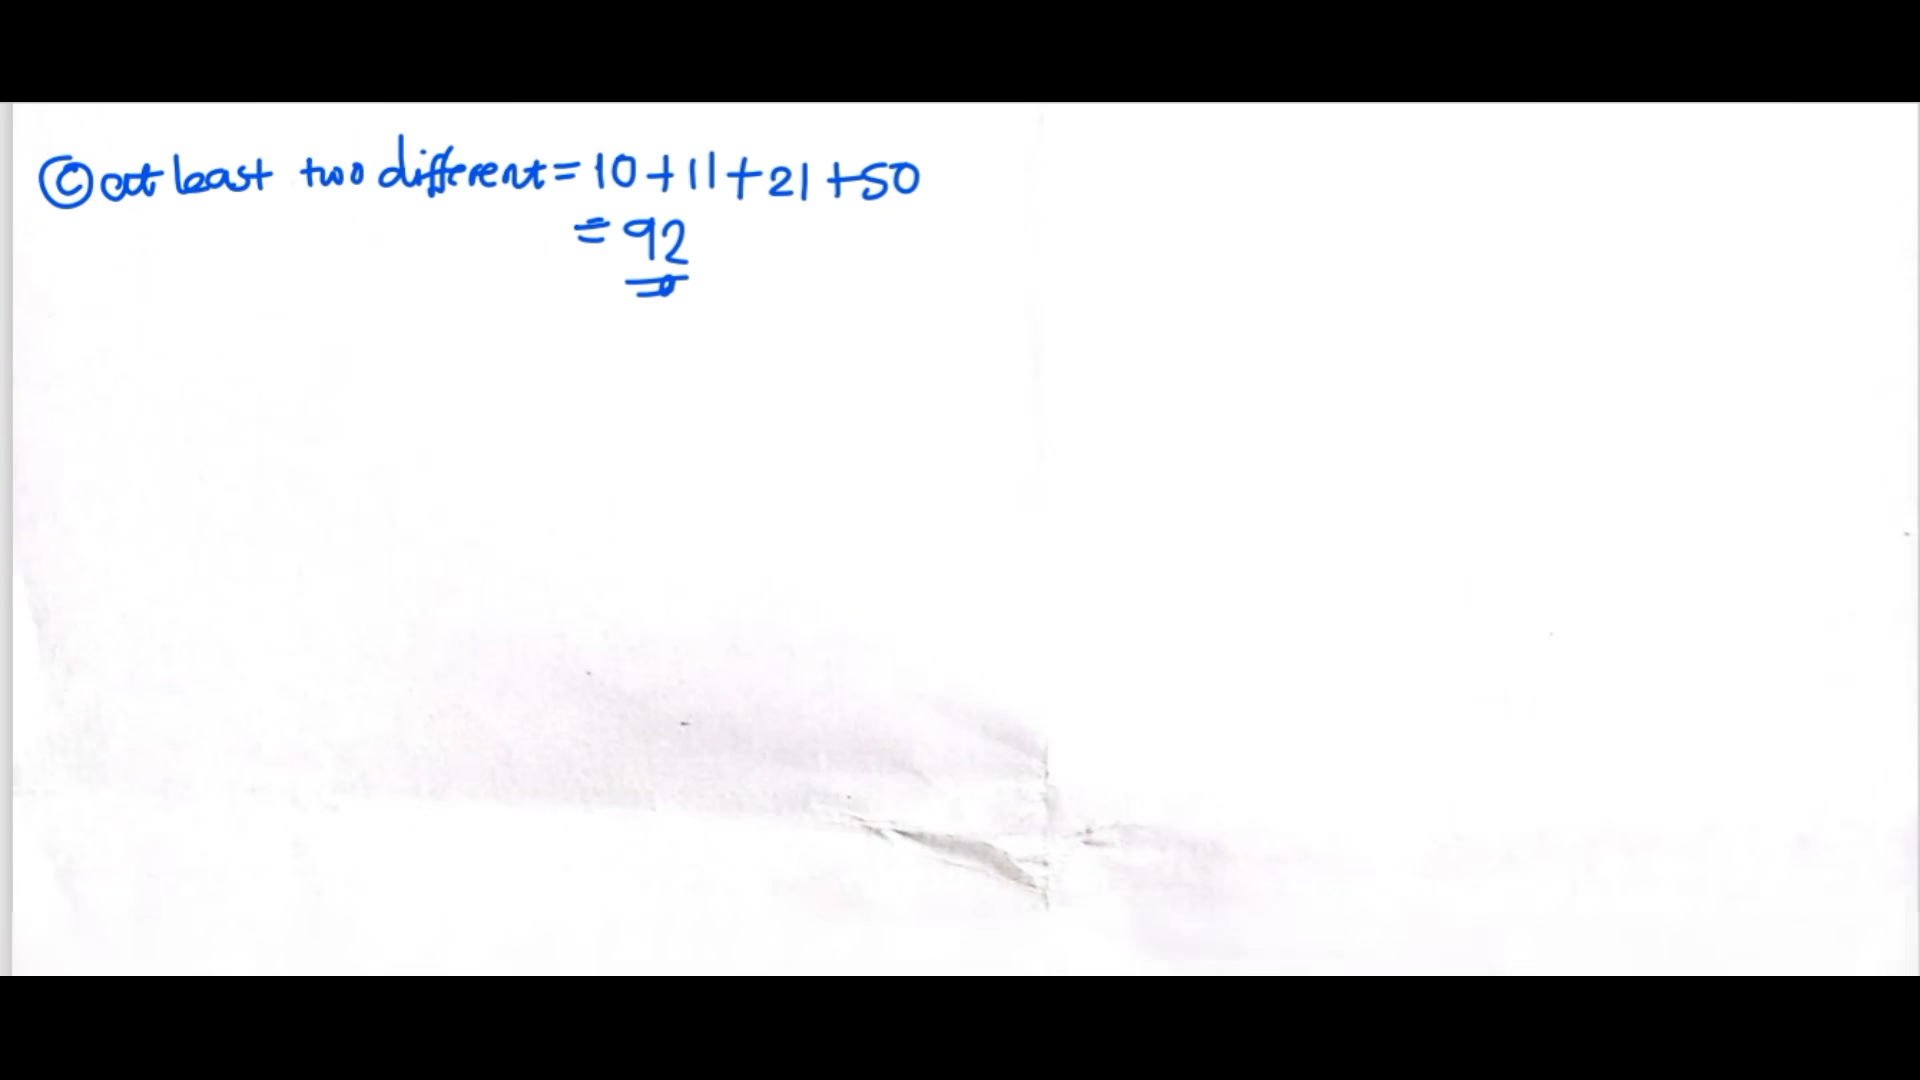 Ⓒ at least two different = 10+11+21+50
= 92